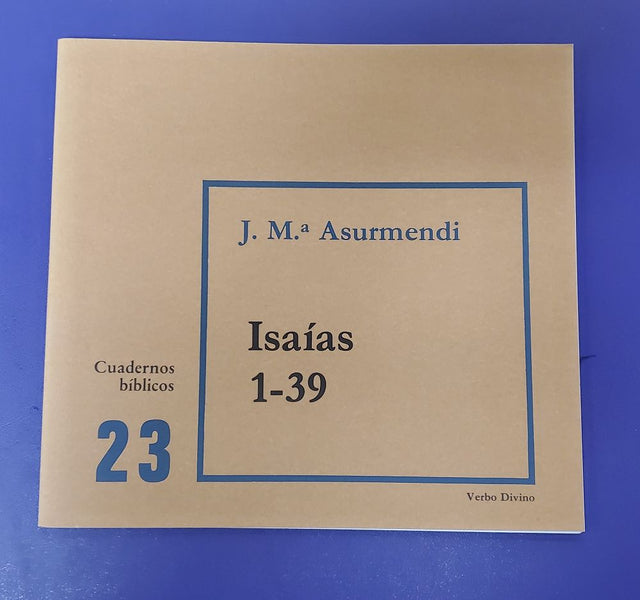 J. M.ª Asurmendi
Isaías
1-39
Cuadernos
bíblicos
23
Verbo Divino